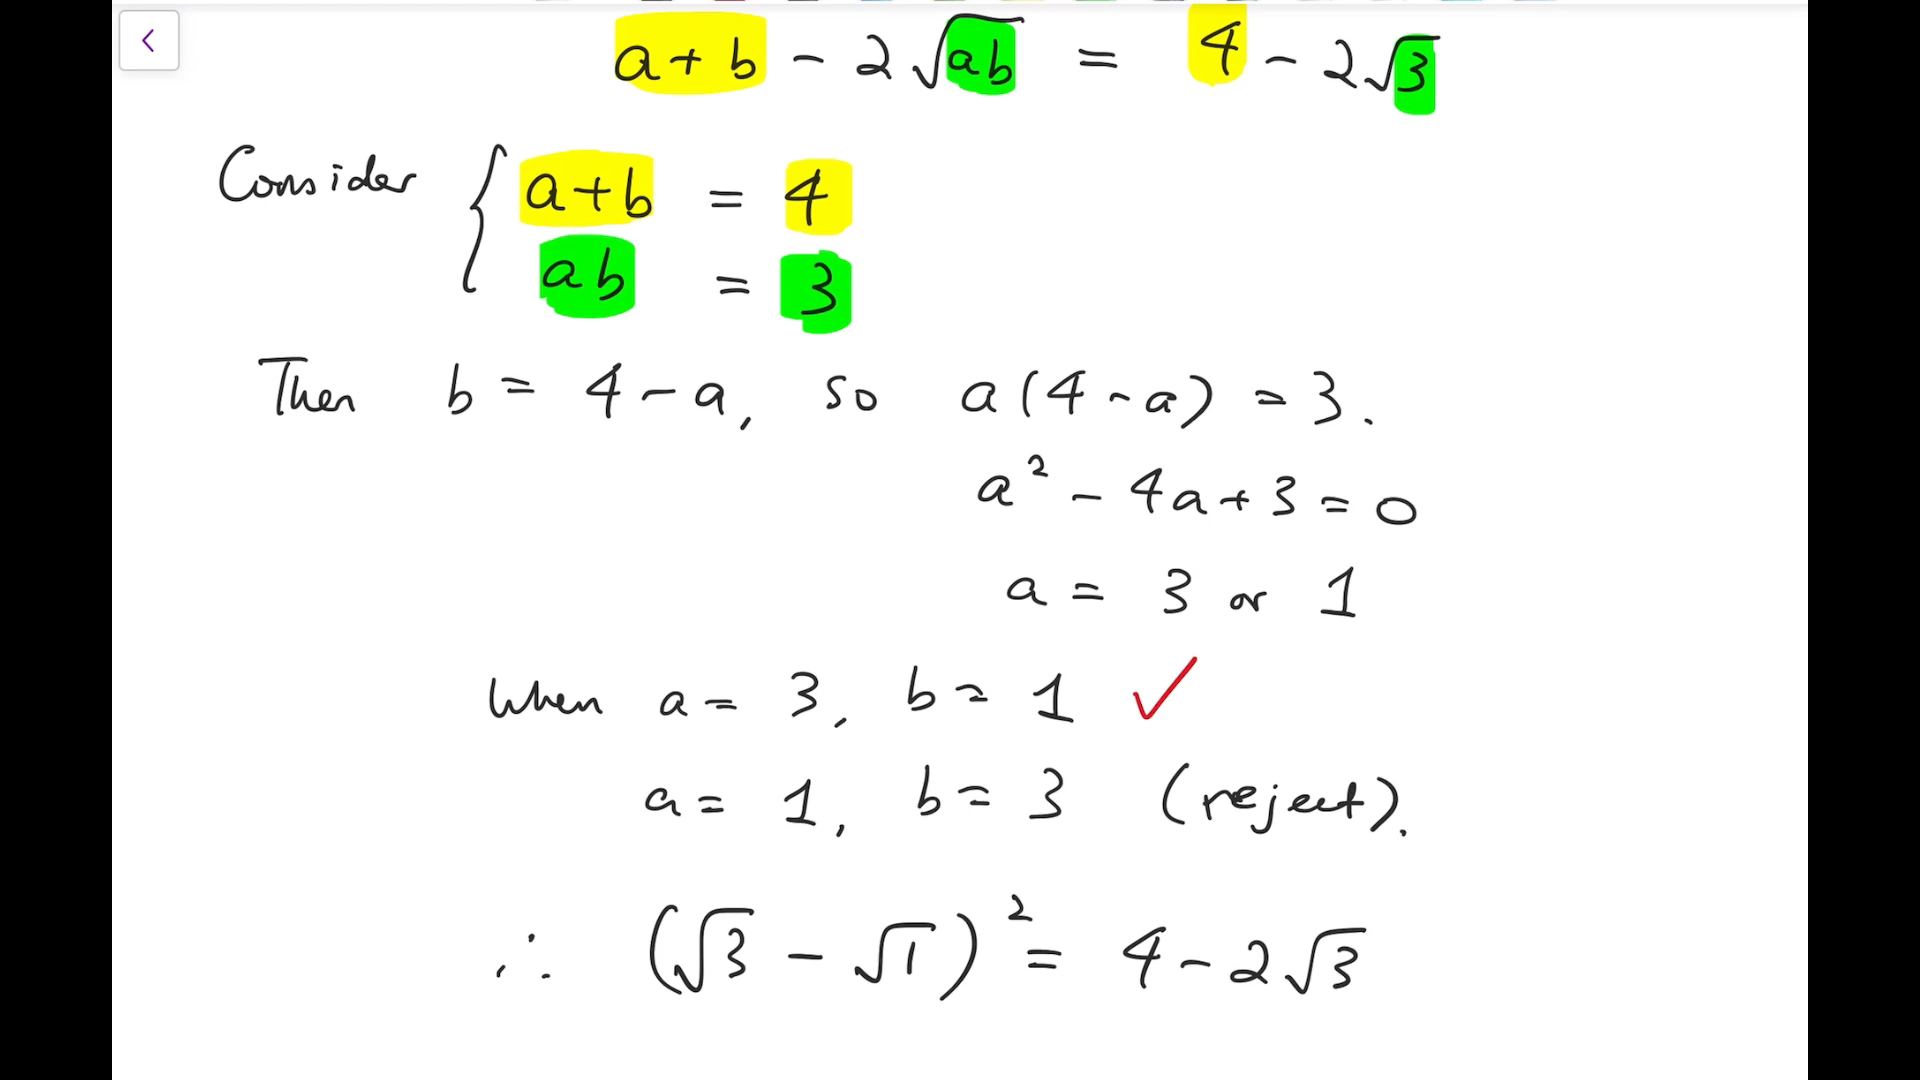 a + b - 2√ab = 4 - 2√3
Consider { a + b = 4
ab = 3
Then b = 4 - a, so a(4 - a) = 3.
a² - 4a + 3 = 0
a = 3 or 1
When a = 3, b = 1 ✓
a = 1, b = 3 (reject).
∴ (√3 - √1)² = 4 - 2√3